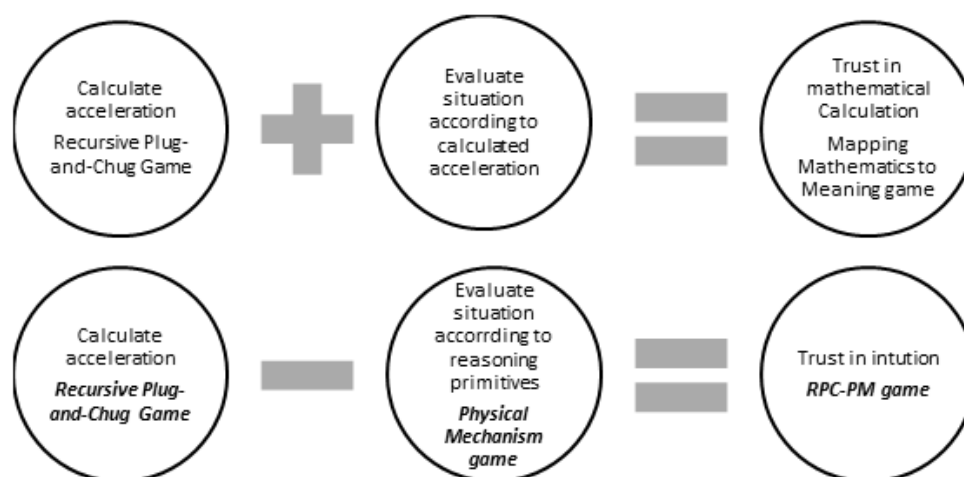 Calculate
acceleration
Recursive Plug-
and-Chug Game
Evaluate
situation
according to
calculated
acceleration
Trust in
mathematical
Calculation
Mapping
Mathematics to
Meaning game
Calculate
acceleration
Recursive Plug-
and-Chug Game
Evaluate
situation
accorrding to
reasoning
primitives
Physical
Mechanism
game
Trust in intution
RPC-PM game